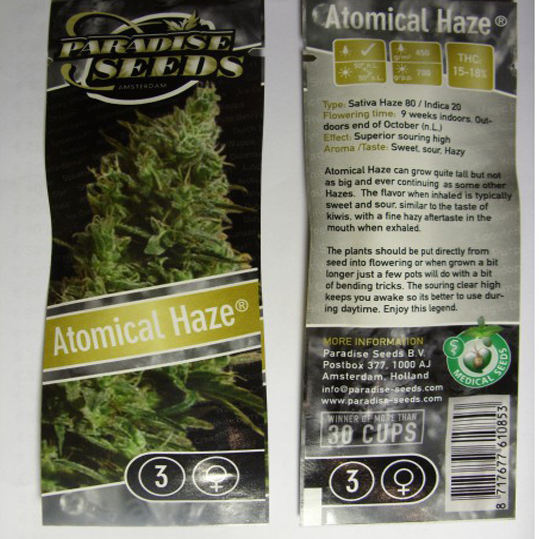 PARADISE
SEEDS
AMSTERDAM
Atomical Haze®
3
Atomical Haze®
g/m² 450
50° n.L.
50° n.L.
g/p.p. 700
THC:
15-18%
Type: Sativa Haze 80 / Indica 20
Flowering time: 9 weeks indoors. Out-
doors end of October (n.L.)
Effect: Superior souring high
Aroma /Taste: Sweet, sour, Hazy
Atomical Haze can grow quite tall but not
as big and ever continuing as some other
Hazes. The flavor when inhaled is typically
sweet and sour, similar to the taste of
kiwis, with a fine hazy aftertaste in the
mouth when exhaled.
The plants should be put directly from
seed into flowering or when grown a bit
longer just a few pots will do with a bit
of bending tricks. The souring clear high
keeps you awake so its better to use dur-
ing daytime. Enjoy this legend.
MORE INFORMATION
Paradise Seeds B.V.
Postbox 377, 1000 AJ
Amsterdam, Holland
info@paradise-seeds.com
www.paradise-seeds.com
MEDICAL SEEDS
WINNER OF MORE THAN
30 CUPS
3
8 717677 610853